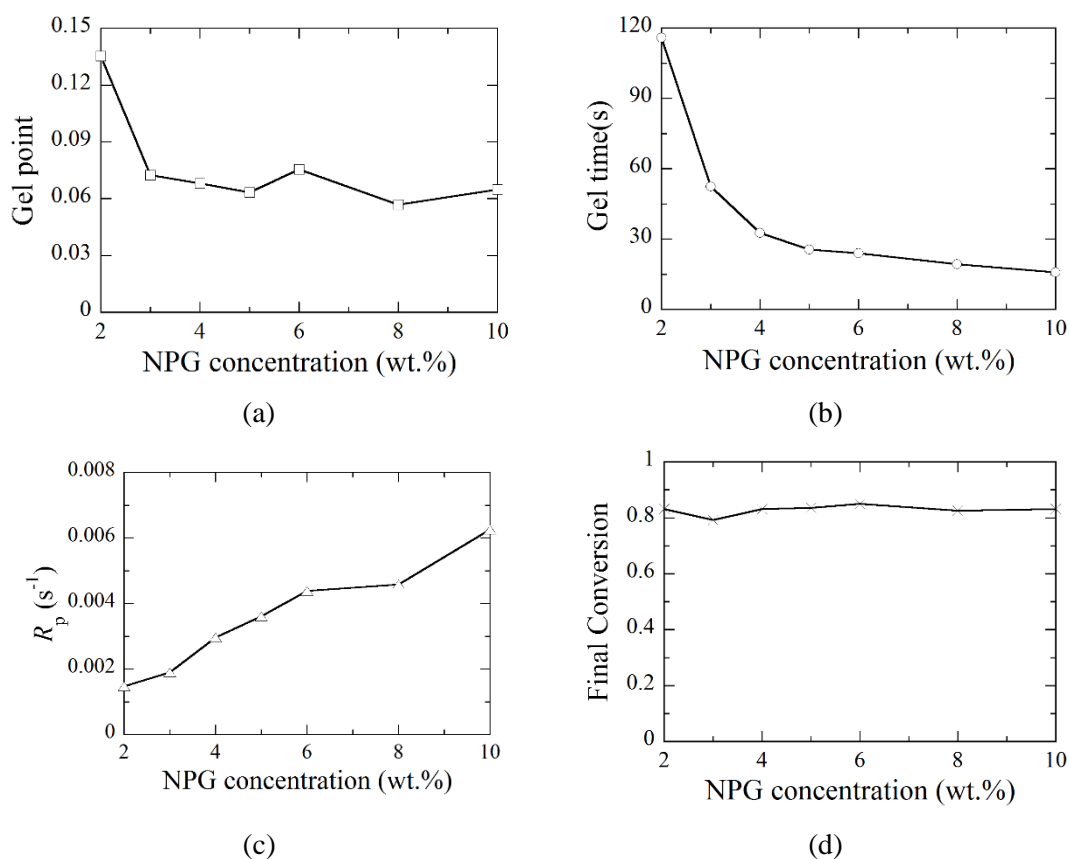 0.15
0.12
0.09
0.06
0.03
0
Gel point
2 4 6 8 10
NPG concentration (wt.%)
(a)
120
90
60
30
0
Gel time(s)
2 4 6 8 10
NPG concentration (wt.%)
(b)
0.008
0.006
0.004
0.002
0
Rp (s⁻¹)
2 4 6 8 10
NPG concentration (wt.%)
(c)
1
0.8
0.6
0.4
0.2
0
Final Conversion
2 4 6 8 10
NPG concentration (wt.%)
(d)